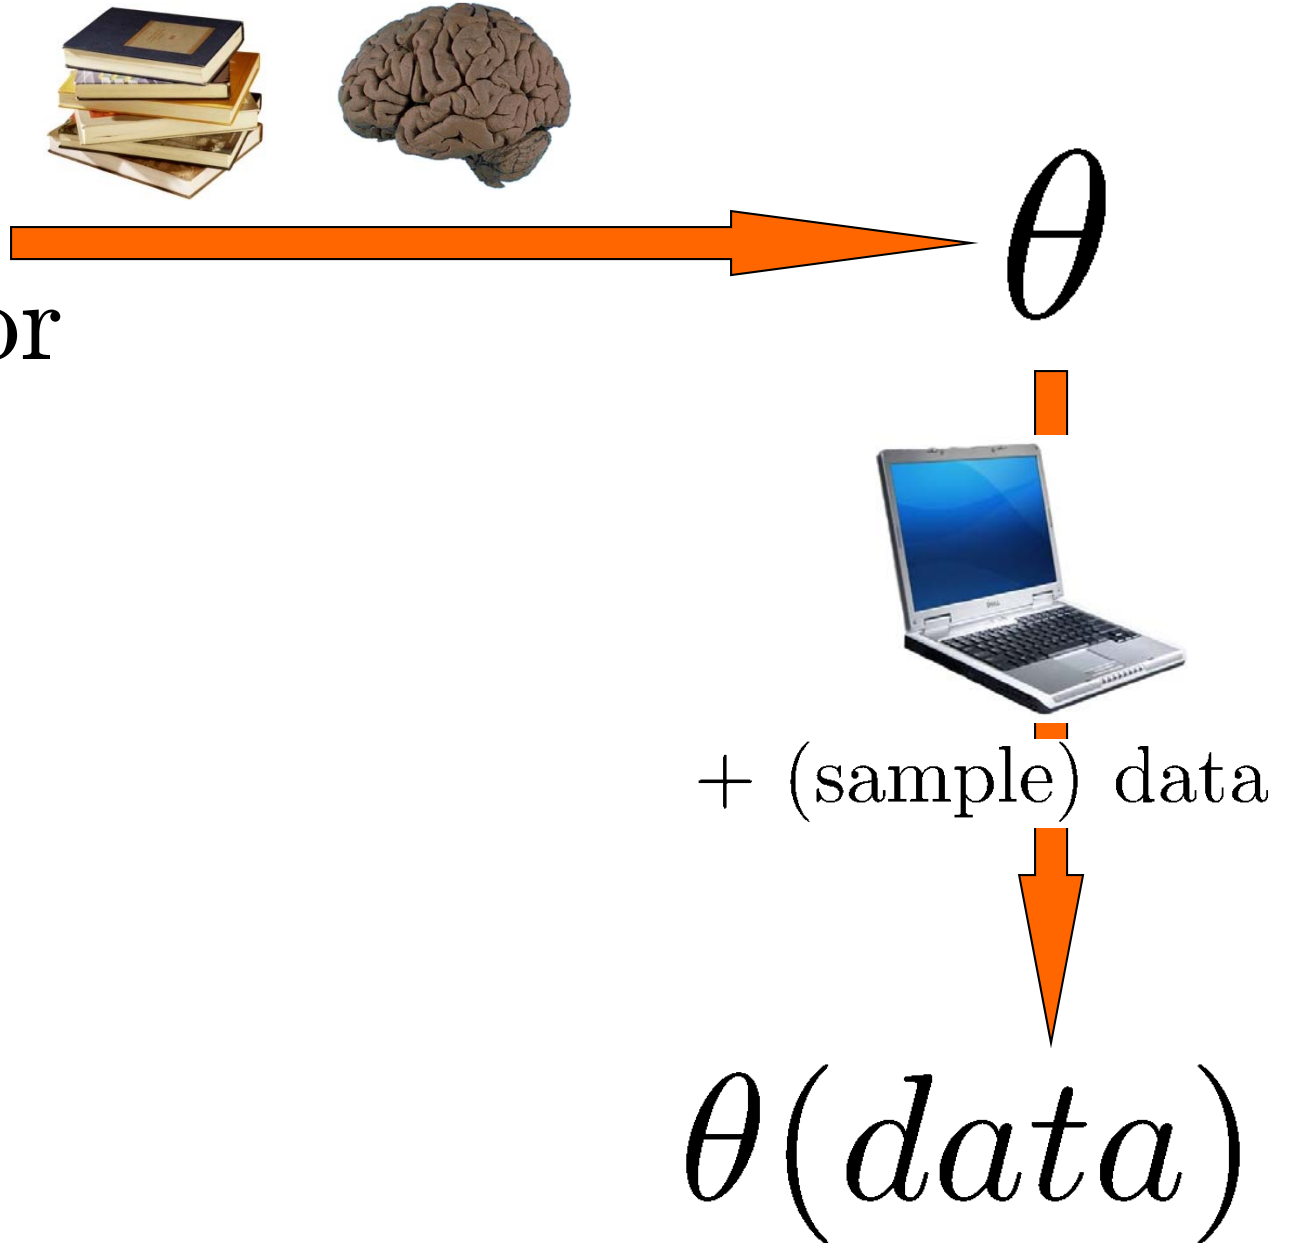 θ
or
+ (sample) data
θ(data)